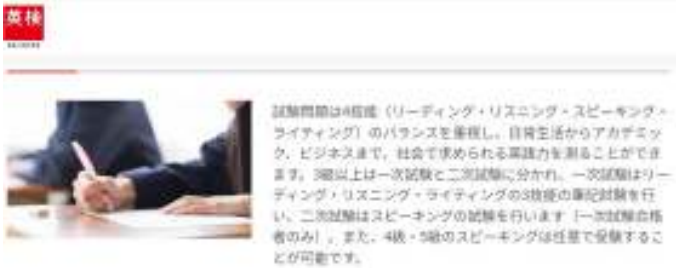 英検
試験問題は4技能（リーディング・リスニング・スピーキング・
ライティング）のバランスを重視し、日常生活からアカデミッ
ク、ビジネスまで、社会で求められる英語力を測ることができ
ます。3級以上は一次試験と二次試験に分かれ、一次試験はリー
ディング・リスニング・ライティングの3技能の筆記試験を行
い、二次試験はスピーキングの試験を行います（一次試験合格
者のみ）。また、4級・5級のスピーキングは任意で受験するこ
とが可能です。